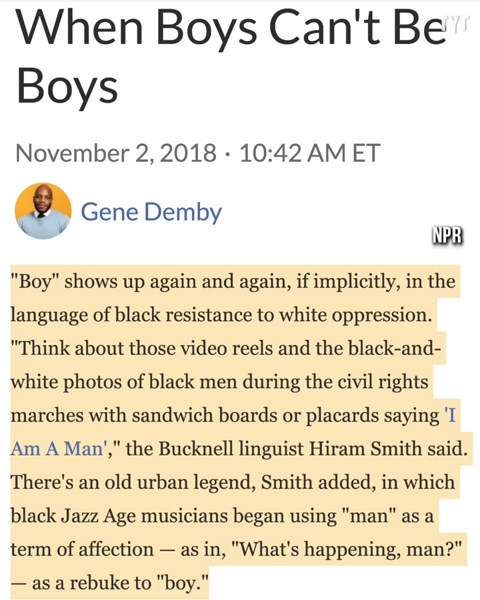 When Boys Can't Be
TYT
Boys
November 2, 2018 · 10:42 AM ET
Gene Demby
NPR
"Boy" shows up again and again, if implicitly, in the
language of black resistance to white oppression.
"Think about those video reels and the black-and-
white photos of black men during the civil rights
marches with sandwich boards or placards saying 'I
Am A Man'," the Bucknell linguist Hiram Smith said.
There's an old urban legend, Smith added, in which
black Jazz Age musicians began using "man" as a
term of affection — as in, "What's happening, man?"
— as a rebuke to "boy."